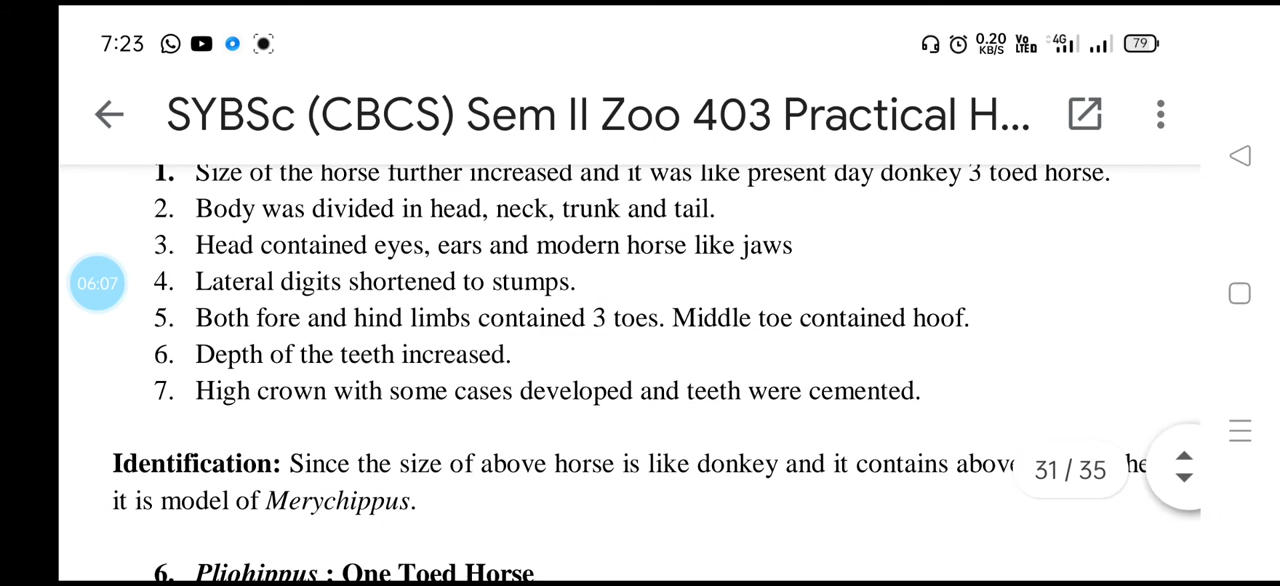 7:23 0.20 KB/S Vo LTED 4G 79
SYBSc (CBCS) Sem II Zoo 403 Practical H...
1. Size of the horse further increased and it was like present day donkey 3 toed horse.
2. Body was divided in head, neck, trunk and tail.
3. Head contained eyes, ears and modern horse like jaws
06:07
4. Lateral digits shortened to stumps.
5. Both fore and hind limbs contained 3 toes. Middle toe contained hoof.
6. Depth of the teeth increased.
7. High crown with some cases developed and teeth were cemented.
Identification: Since the size of above horse is like donkey and it contains above he
31 / 35
it is model of Merychippus.
6. Pliohippus : One Toed Horse